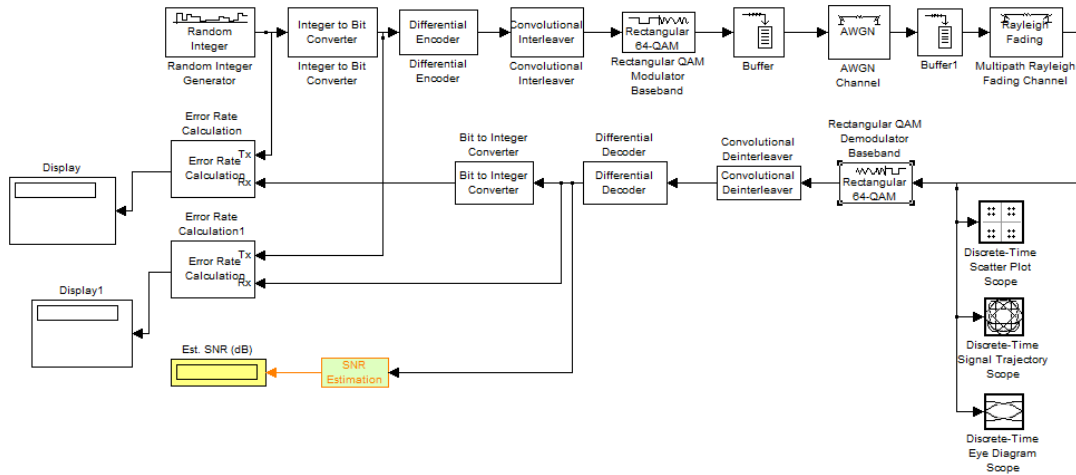 Random
Integer
Random Integer
Generator
Integer to Bit
Converter
Integer to Bit
Converter
Differential
Encoder
Differential
Encoder
Convolutional
Interleaver
Convolutional
Interleaver
Rectangular
64-QAM
Rectangular QAM
Modulator
Baseband
Buffer
AWGN
AWGN
Channel
Buffer1
Rayleigh
Fading
Multipath Rayleigh
Fading Channel
Error Rate
Calculation
Error Rate
Calculation
Tx
Rx
Display
Bit to Integer
Converter
Bit to Integer
Converter
Differential
Decoder
Differential
Decoder
Convolutional
Deinterleaver
Convolutional
Deinterleaver
Rectangular QAM
Demodulator
Baseband
Rectangular
64-QAM
Error Rate
Calculation1
Error Rate
Calculation
Tx
Rx
Display1
Discrete-Time
Scatter Plot
Scope
Discrete-Time
Signal Trajectory
Scope
Est. SNR (dB)
SNR
Estimation
Discrete-Time
Eye Diagram
Scope